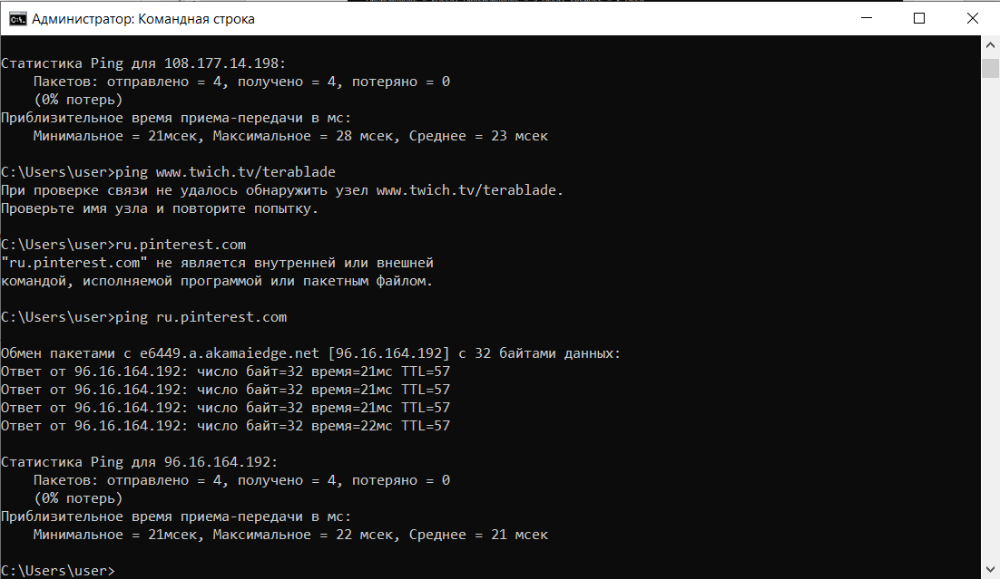 Администратор: Командная строка
Статистика Ping для 108.177.14.198:
Пакетов: отправлено = 4, получено = 4, потеряно = 0
(0% потерь)
Приблизительное время приема-передачи в мс:
Минимальное = 21мсек, Максимальное = 28 мсек, Среднее = 23 мсек
C:\Users\user>ping www.twich.tv/terablade
При проверке связи не удалось обнаружить узел www.twich.tv/terablade.
Проверьте имя узла и повторите попытку.
C:\Users\user>ru.pinterest.com
"ru.pinterest.com" не является внутренней или внешней
командой, исполняемой программой или пакетным файлом.
C:\Users\user>ping ru.pinterest.com
Обмен пакетами с e6449.a.akamaiedge.net [96.16.164.192] с 32 байтами данных:
Ответ от 96.16.164.192: число байт=32 время=21мс TTL=57
Ответ от 96.16.164.192: число байт=32 время=21мс TTL=57
Ответ от 96.16.164.192: число байт=32 время=21мс TTL=57
Ответ от 96.16.164.192: число байт=32 время=22мс TTL=57
Статистика Ping для 96.16.164.192:
Пакетов: отправлено = 4, получено = 4, потеряно = 0
(0% потерь)
Приблизительное время приема-передачи в мс:
Минимальное = 21мсек, Максимальное = 22 мсек, Среднее = 21 мсек
C:\Users\user>